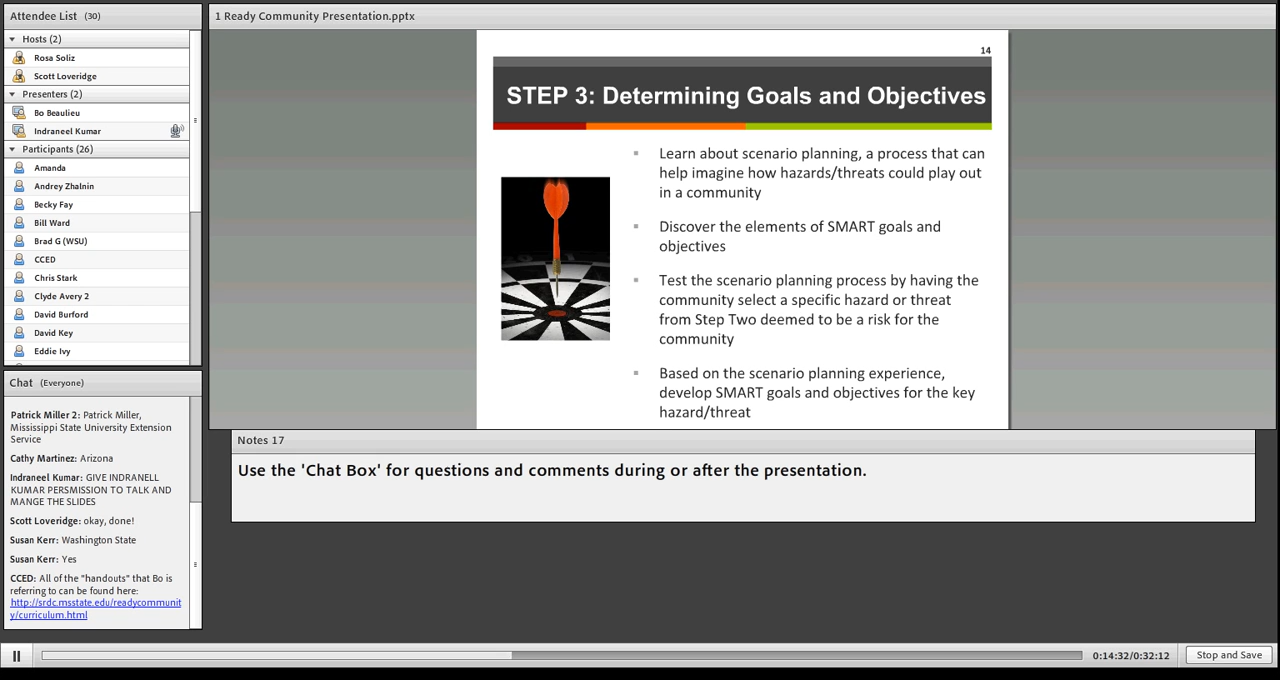 Attendee List (30)
Hosts (2)
Rosa Soliz
Scott Loveridge
Presenters (2)
Bo Beaulieu
Indraneel Kumar
Participants (26)
Amanda
Andrey Zhalnin
Becky Fay
Bill Ward
Brad G (WSU)
CCED
Chris Stark
Clyde Avery 2
David Burford
David Key
Eddie Ivy
Chat (Everyone)
Patrick Miller 2: Patrick Miller,
Mississippi State University Extension
Service
Cathy Martinez: Arizona
Indraneel Kumar: GIVE INDRANELL
KUMAR PERSMISSION TO TALK AND
MANGE THE SLIDES
Scott Loveridge: okay, done!
Susan Kerr: Washington State
Susan Kerr: Yes
CCED: All of the "handouts" that Bo is
referring to can be found here:
http://srdc.msstate.edu/readycommunit
y/curriculum.html
1 Ready Community Presentation.pptx
14
STEP 3: Determining Goals and Objectives
Learn about scenario planning, a process that can
help imagine how hazards/threats could play out
in a community
Discover the elements of SMART goals and
objectives
Test the scenario planning process by having the
community select a specific hazard or threat
from Step Two deemed to be a risk for the
community
Based on the scenario planning experience,
develop SMART goals and objectives for the key
hazard/threat
Notes 17
Use the 'Chat Box' for questions and comments during or after the presentation.
0:14:32/0:32:12
Stop and Save